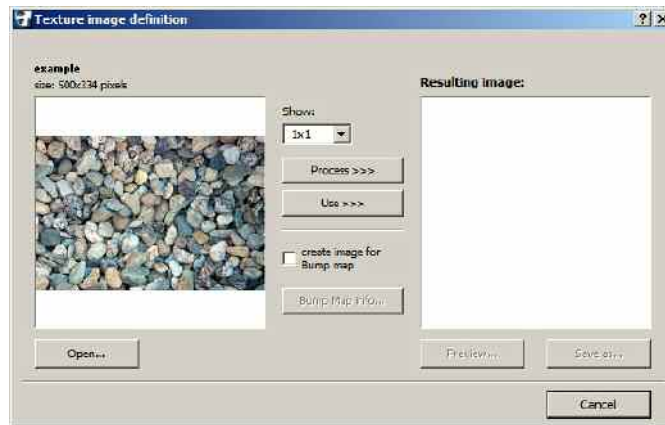 Texture image definition
example
size: 500x334 pixels
Resulting image:
Show:
1x1
Process >>>
Use >>>
create image for
Bump map
Bump Map Info...
Open...
Preview...
Save as...
Cancel